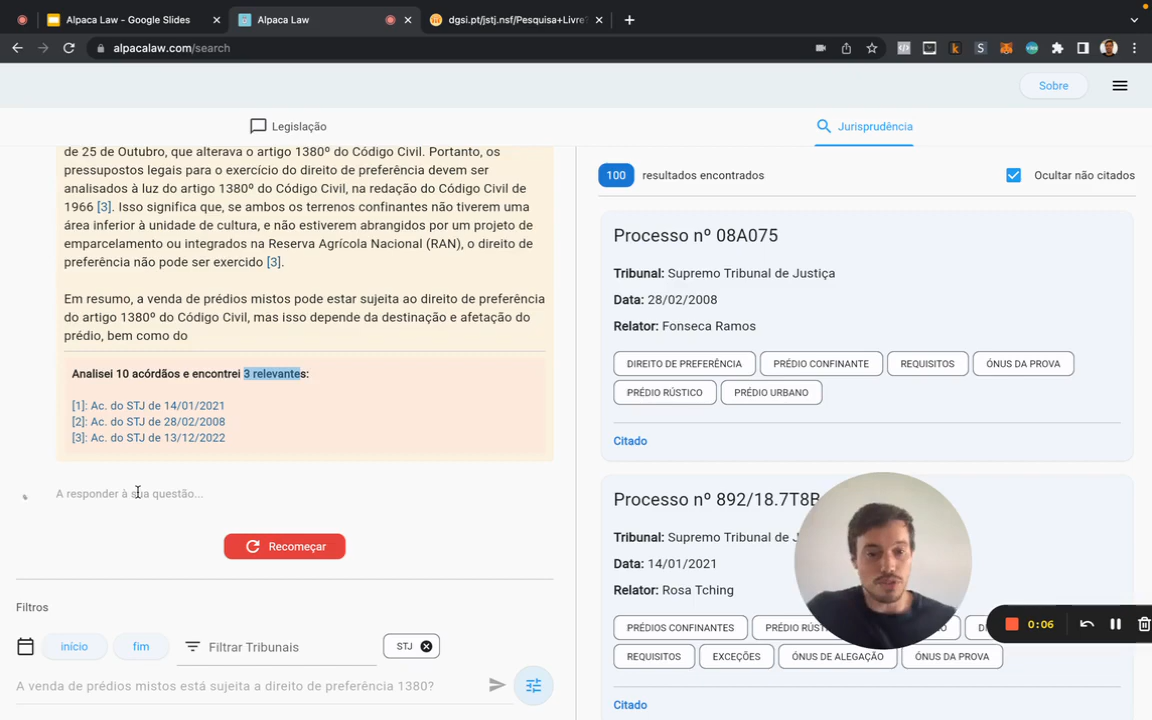 Alpaca Law - Google Slides
Alpaca Law
dgsi.pt/jstj.nsf/Pesquisa+Livre?
alpacalaw.com/search
Sobre
Legislação
Jurisprudência
de 25 de Outubro, que alterava o artigo 1380º do Código Civil. Portanto, os
pressupostos legais para o exercício do direito de preferência devem ser
analisados à luz do artigo 1380º do Código Civil, na redação do Código Civil de
1966 [3]. Isso significa que, se ambos os terrenos confinantes não tiverem uma
área inferior à unidade de cultura, e não estiverem abrangidos por um projeto de
emparcelamento ou integrados na Reserva Agrícola Nacional (RAN), o direito de
preferência não pode ser exercido [3].
Em resumo, a venda de prédios mistos pode estar sujeita ao direito de preferência
do artigo 1380º do Código Civil, mas isso depende da destinação e afetação do
prédio, bem como do
Analisei 10 acórdãos e encontrei 3 relevantes:
[1]: Ac. do STJ de 14/01/2021
[2]: Ac. do STJ de 28/02/2008
[3]: Ac. do STJ de 13/12/2022
A responder à sua questão...
Recomeçar
Filtros
início
fim
Filtrar Tribunais
STJ
A venda de prédios mistos está sujeita a direito de preferência 1380?
100 resultados encontrados
Ocultar não citados
Processo nº 08A075
Tribunal: Supremo Tribunal de Justiça
Data: 28/02/2008
Relator: Fonseca Ramos
DIREITO DE PREFERÊNCIA
PRÉDIO CONFINANTE
REQUISITOS
ÓNUS DA PROVA
PRÉDIO RÚSTICO
PRÉDIO URBANO
Citado
Processo nº 892/18.7T8B
Tribunal: Supremo Tribunal de J
Data: 14/01/2021
Relator: Rosa Tching
PRÉDIOS CONFINANTES
PRÉDIO RÚST
REQUISITOS
EXCEÇÕES
ÓNUS DE ALEGAÇÃO
ÓNUS DA PROVA
Citado
0:06